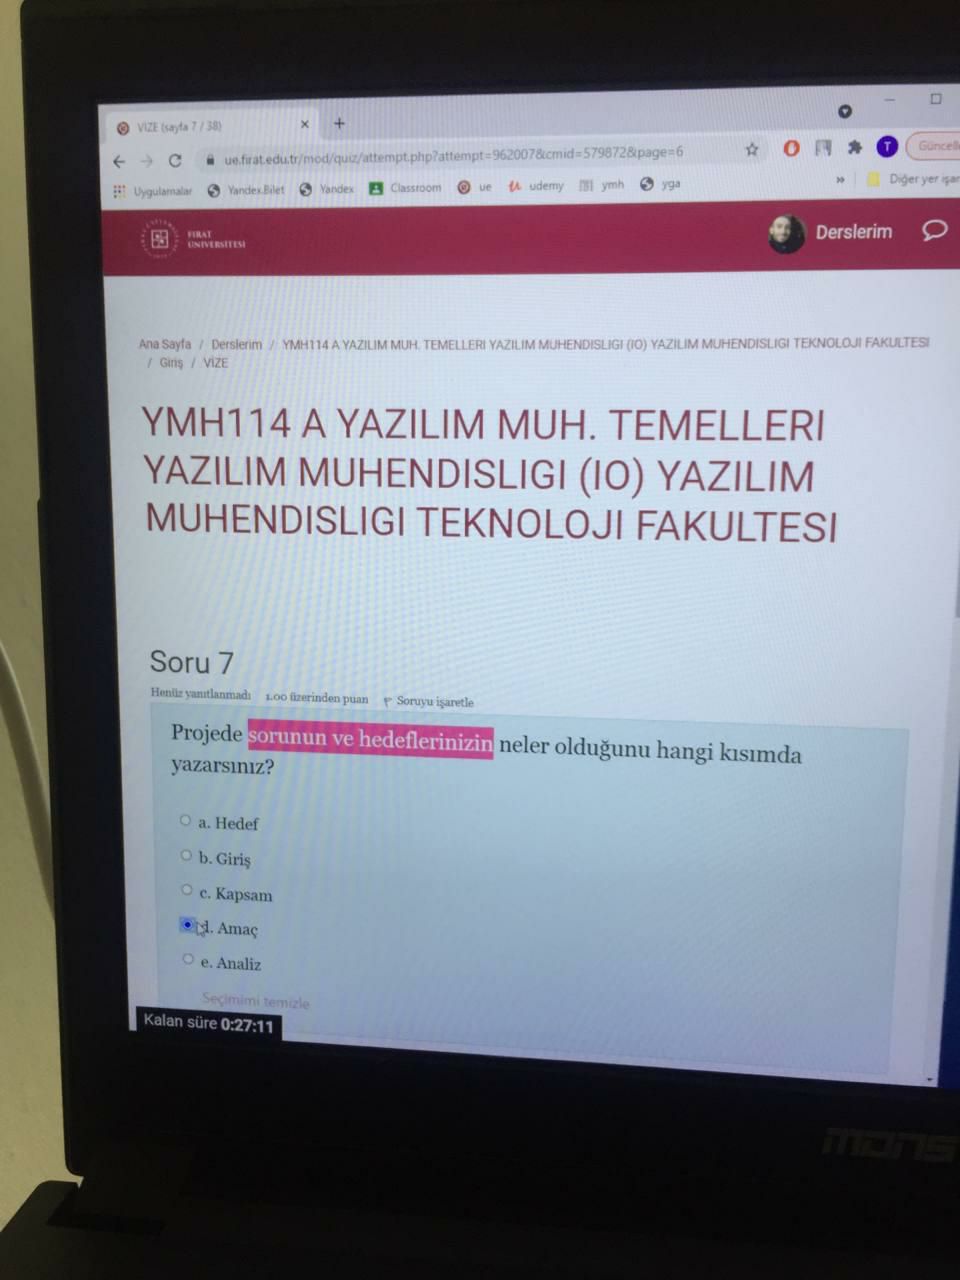 VİZE (sayfa 7 / 38)
ue.firat.edu.tr/mod/quiz/attempt.php?attempt=962007&cmid=579872&page=6
T
Güncelle
Uygulamalar Yandex.Bilet Yandex Classroom ue udemy ymh yga » Diğer yer işar
FIRAT
ÜNİVERSİTESİ
Derslerim
Ana Sayfa / Derslerim / YMH114 A YAZILIM MUH. TEMELLERI YAZILIM MUHENDISLIGI (IO) YAZILIM MUHENDISLIGI TEKNOLOJI FAKULTESI
/ Giriş / VİZE
YMH114 A YAZILIM MUH. TEMELLERI
YAZILIM MUHENDISLIGI (IO) YAZILIM
MUHENDISLIGI TEKNOLOJI FAKULTESI
Soru 7
Henüz yanıtlanmadı 1.00 üzerinden puan Soruyu işaretle
Projede sorunun ve hedeflerinizin neler olduğunu hangi kısımda
yazarsınız?
a. Hedef
b. Giriş
c. Kapsam
d. Amaç
e. Analiz
Seçimimi temizle
Kalan süre 0:27:11